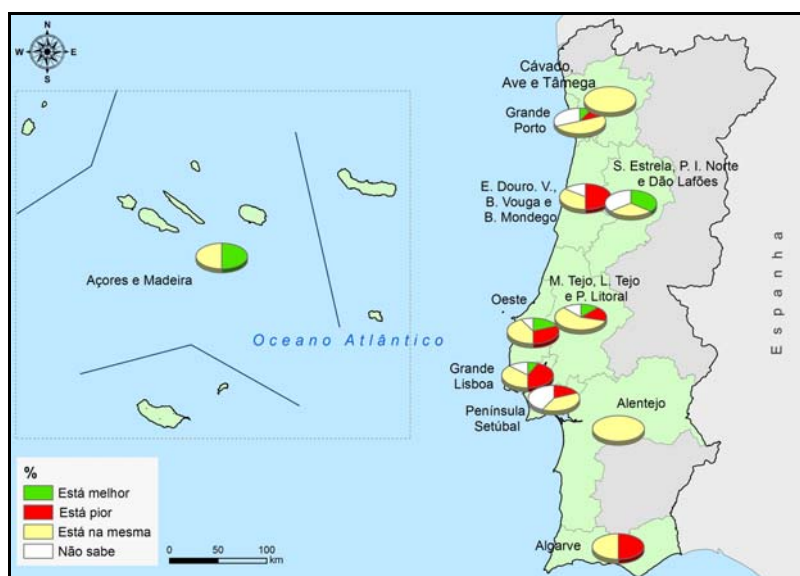 N
W E
S
Cávado,
Ave e Tâmega
Grande
Porto
S. Estrela, P. I. Norte
e Dão Lafões
E. Douro. V.,
B. Vouga e
B. Mondego
Açores e Madeira
M. Tejo, L. Tejo
e P. Litoral
Oeste
Oceano Atlântico
Espanha
Grande
Lisboa
Península
Setúbal
Alentejo
Algarve
%
Está melhor
Está pior
Está na mesma
Não sabe
0 50 100
km